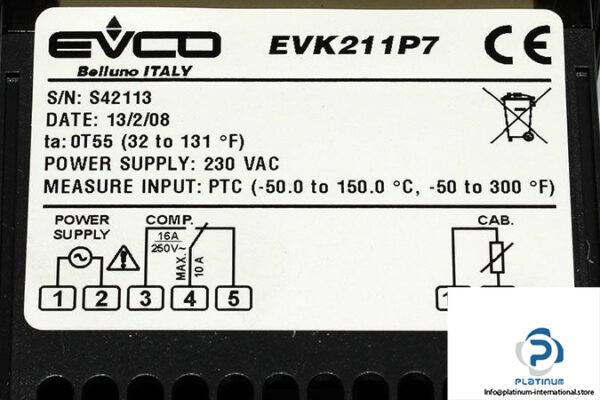 EVCO EVK211P7 CE
Belluno ITALY
S/N: S42113
DATE: 13/2/08
ta: 0T55 (32 to 131 °F)
POWER SUPPLY: 230 VAC
MEASURE INPUT: PTC (-50.0 to 150.0 °C, -50 to 300 °F)
POWER SUPPLY
COMP.
CAB.
16A
250V~
MAX.
10 A
1 2 3 4 5 1
PLATINUM
info@platinum-international.store